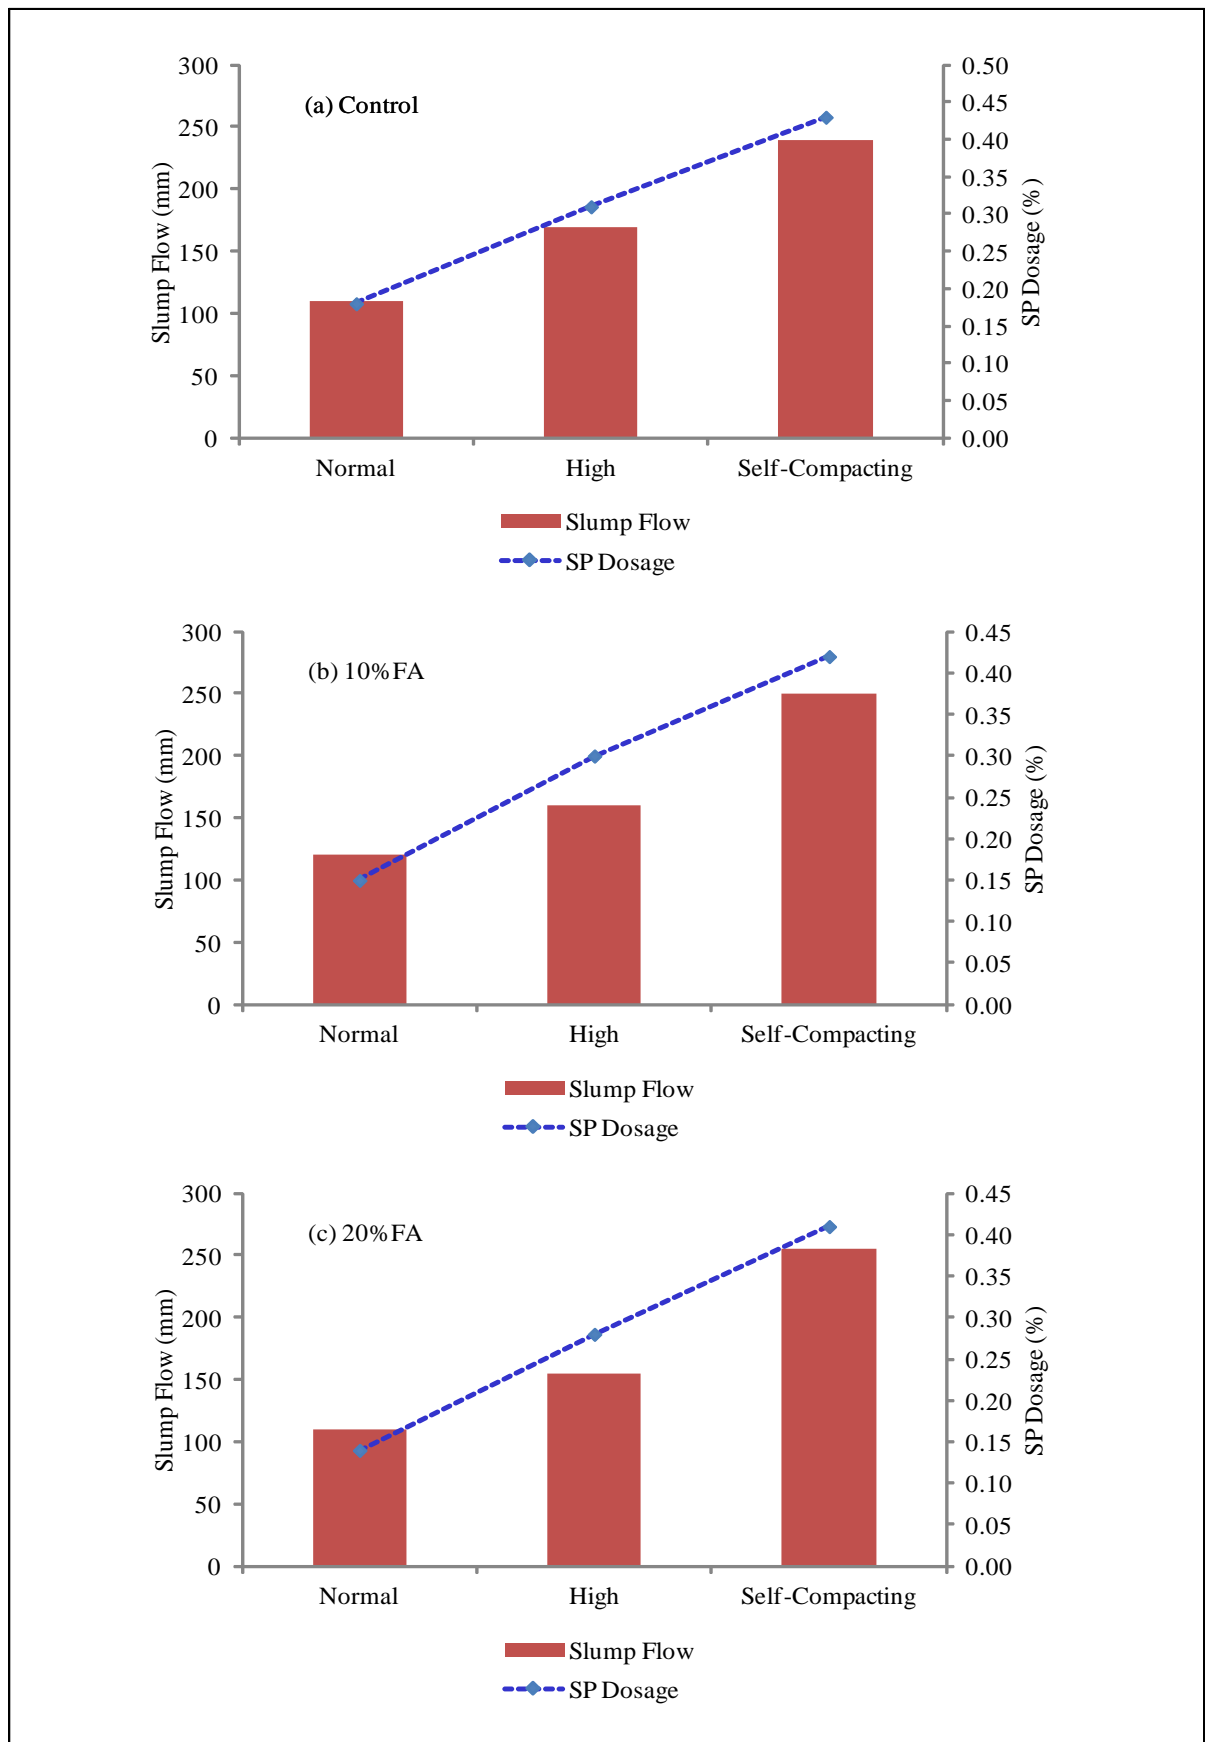 (a) Control
300
250
200
150
100
50
0
Slump Flow (mm)
0.50
0.45
0.40
0.35
0.30
0.25
0.20
0.15
0.10
0.05
0.00
SP Dosage (%)
Normal High Self-Compacting
Slump Flow
SP Dosage
(b) 10%FA
300
250
200
150
100
50
0
Slump Flow (mm)
0.45
0.40
0.35
0.30
0.25
0.20
0.15
0.10
0.05
0.00
SP Dosage (%)
Normal High Self-Compacting
Slump Flow
SP Dosage
(c) 20%FA
300
250
200
150
100
50
0
Slump Flow (mm)
0.45
0.40
0.35
0.30
0.25
0.20
0.15
0.10
0.05
0.00
SP Dosage (%)
Normal High Self-Compacting
Slump Flow
SP Dosage